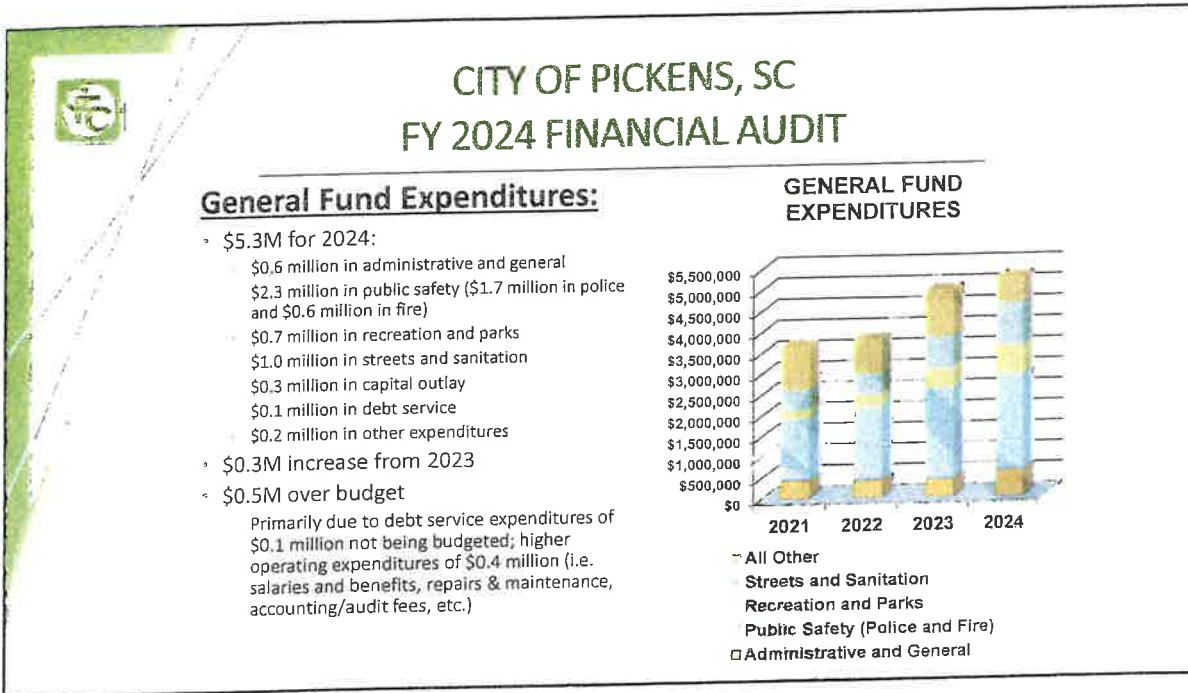 CITY OF PICKENS, SC
FY 2024 FINANCIAL AUDIT
General Fund Expenditures:
$5.3M for 2024:
$0.6 million in administrative and general
$2.3 million in public safety ($1.7 million in police
and $0.6 million in fire)
$0.7 million in recreation and parks
$1.0 million in streets and sanitation
$0.3 million in capital outlay
$0.1 million in debt service
$0.2 million in other expenditures
$0.3M increase from 2023
$0.5M over budget
Primarily due to debt service expenditures of
$0.1 million not being budgeted; higher
operating expenditures of $0.4 million (i.e.
salaries and benefits, repairs & maintenance,
accounting/audit fees, etc.)
GENERAL FUND
EXPENDITURES
$5,500,000
$5,000,000
$4,500,000
$4,000,000
$3,500,000
$3,000,000
$2,500,000
$2,000,000
$1,500,000
$1,000,000
$500,000
$0
2021 2022 2023 2024
All Other
Streets and Sanitation
Recreation and Parks
Public Safety (Police and Fire)
Administrative and General